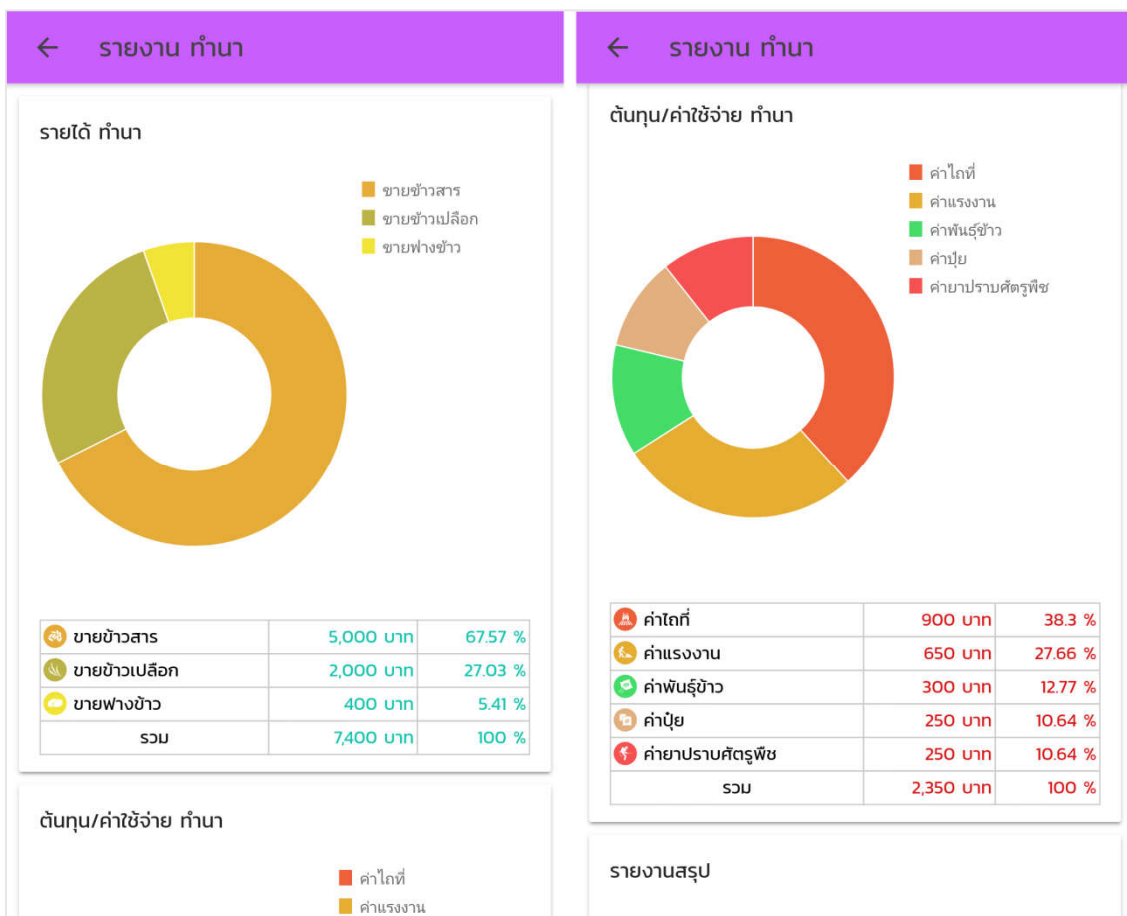 รายงาน ทำนา
รายได้ ทำนา
ขายข้าวสาร
ขายข้าวเปลือก
ขายฟางข้าว
ขายข้าวสาร 5,000 บาท 67.57 %
ขายข้าวเปลือก 2,000 บาท 27.03 %
ขายฟางข้าว 400 บาท 5.41 %
รวม 7,400 บาท 100 %
ต้นทุน/ค่าใช้จ่าย ทำนา
ค่าไถที่
ค่าแรงงาน
รายงาน ทำนา
ต้นทุน/ค่าใช้จ่าย ทำนา
ค่าไถที่
ค่าแรงงาน
ค่าพันธุ์ข้าว
ค่าปุ๋ย
ค่ายาปราบศัตรูพืช
ค่าไถที่ 900 บาท 38.3 %
ค่าแรงงาน 650 บาท 27.66 %
ค่าพันธุ์ข้าว 300 บาท 12.77 %
ค่าปุ๋ย 250 บาท 10.64 %
ค่ายาปราบศัตรูพืช 250 บาท 10.64 %
รวม 2,350 บาท 100 %
รายงานสรุป